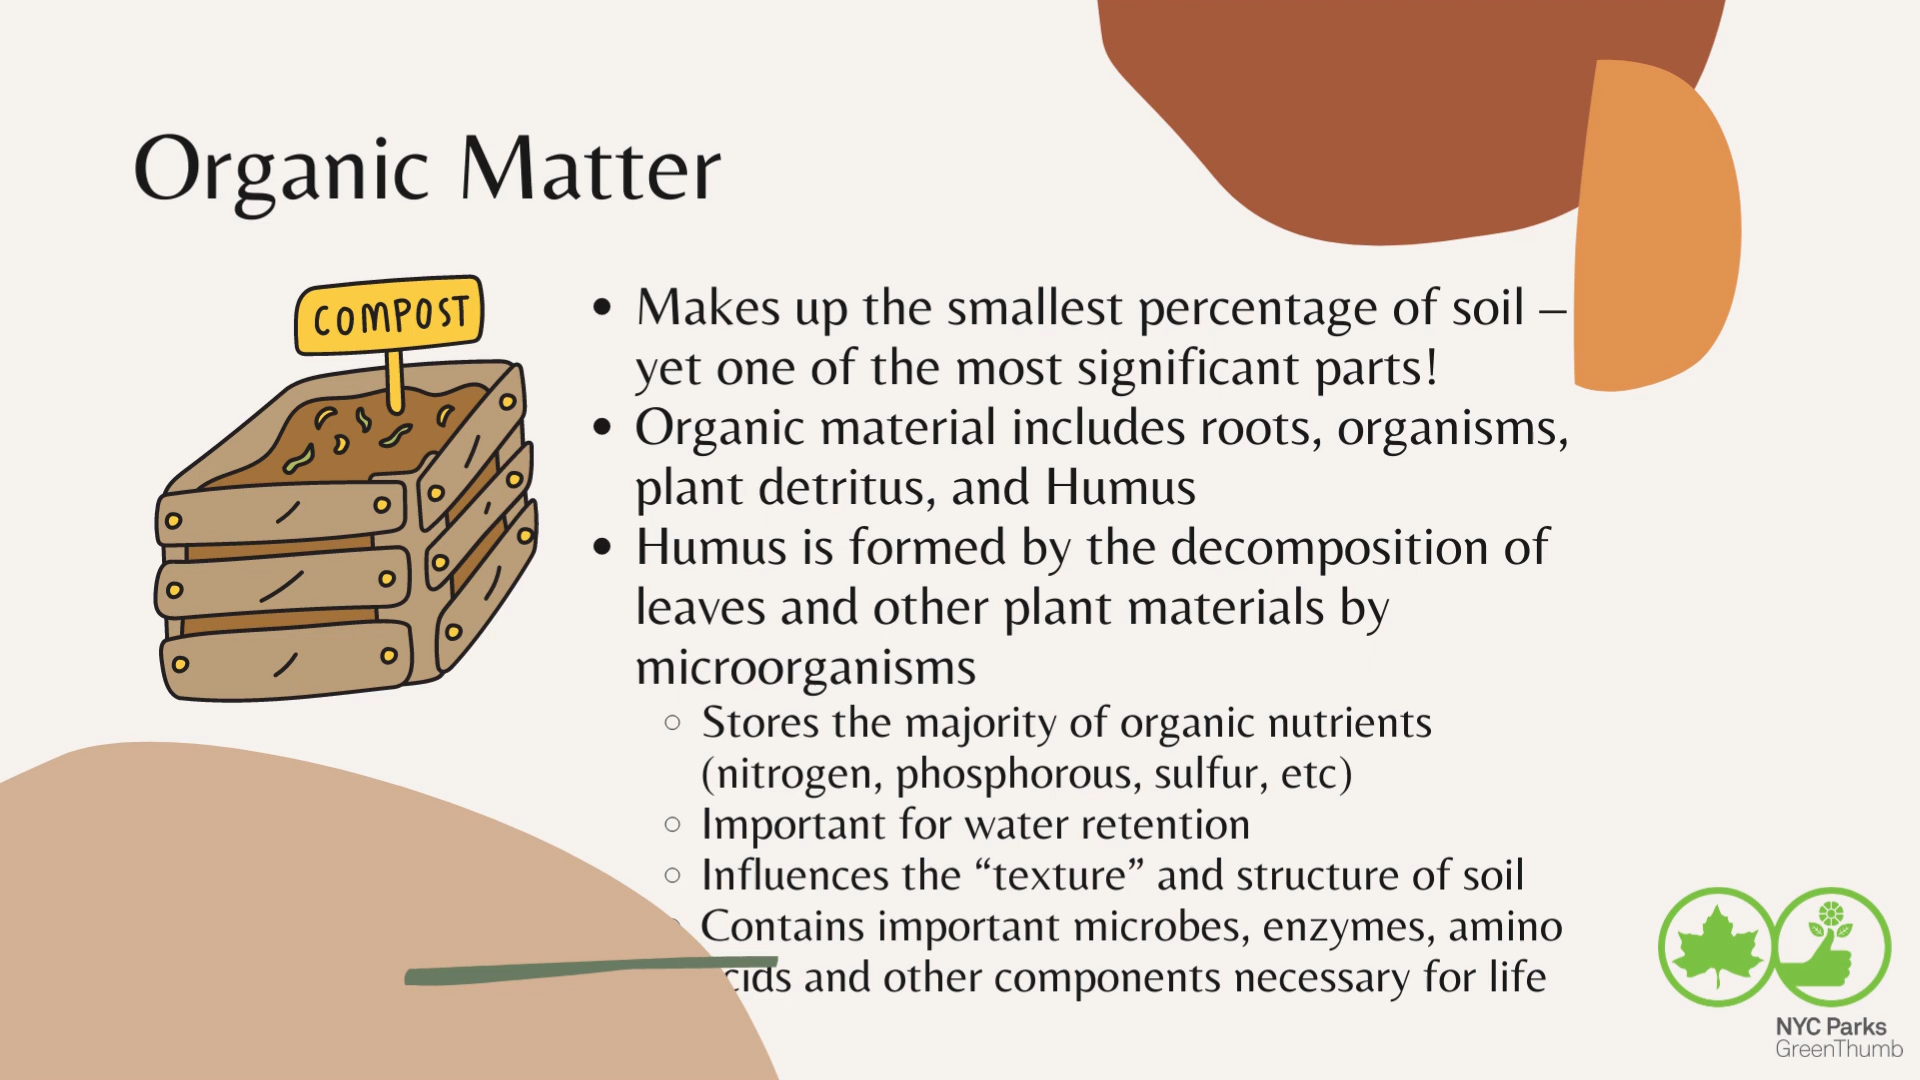 Organic Matter
COMPOST
• Makes up the smallest percentage of soil –
yet one of the most significant parts!
• Organic material includes roots, organisms,
plant detritus, and Humus
• Humus is formed by the decomposition of
leaves and other plant materials by
microorganisms
○ Stores the majority of organic nutrients
(nitrogen, phosphorous, sulfur, etc)
○ Important for water retention
○ Influences the “texture” and structure of soil
○ Contains important microbes, enzymes, amino
cids and other components necessary for life
NYC Parks
GreenThumb